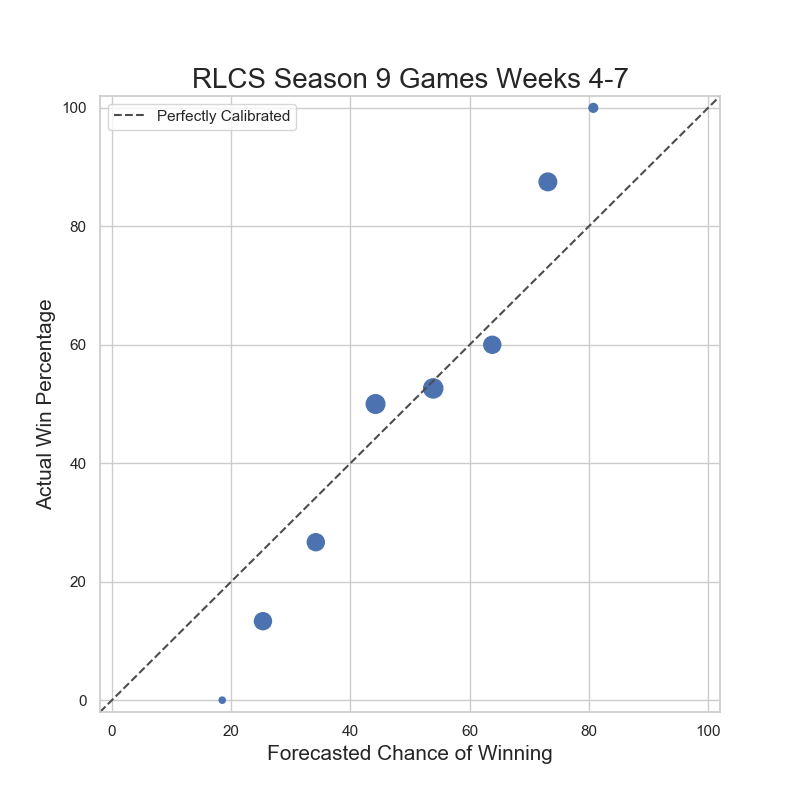 RLCS Season 9 Games Weeks 4-7
Perfectly Calibrated
Actual Win Percentage
100
80
60
40
20
0
0 20 40 60 80 100
Forecasted Chance of Winning